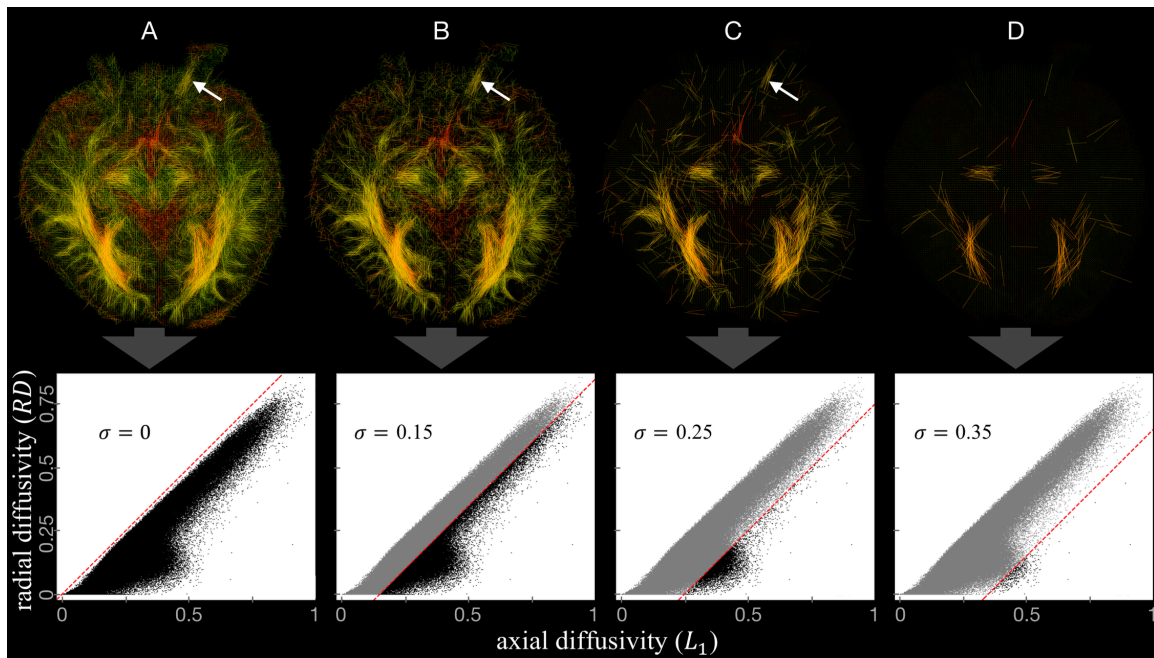 A B C D
radial diffusivity (RD)
0.75
0.5
0.25
0
σ = 0
σ = 0.15
σ = 0.25
σ = 0.35
0 0.5 1
0 0.5 1
0 0.5 1
0 0.5 1
axial diffusivity (L₁)